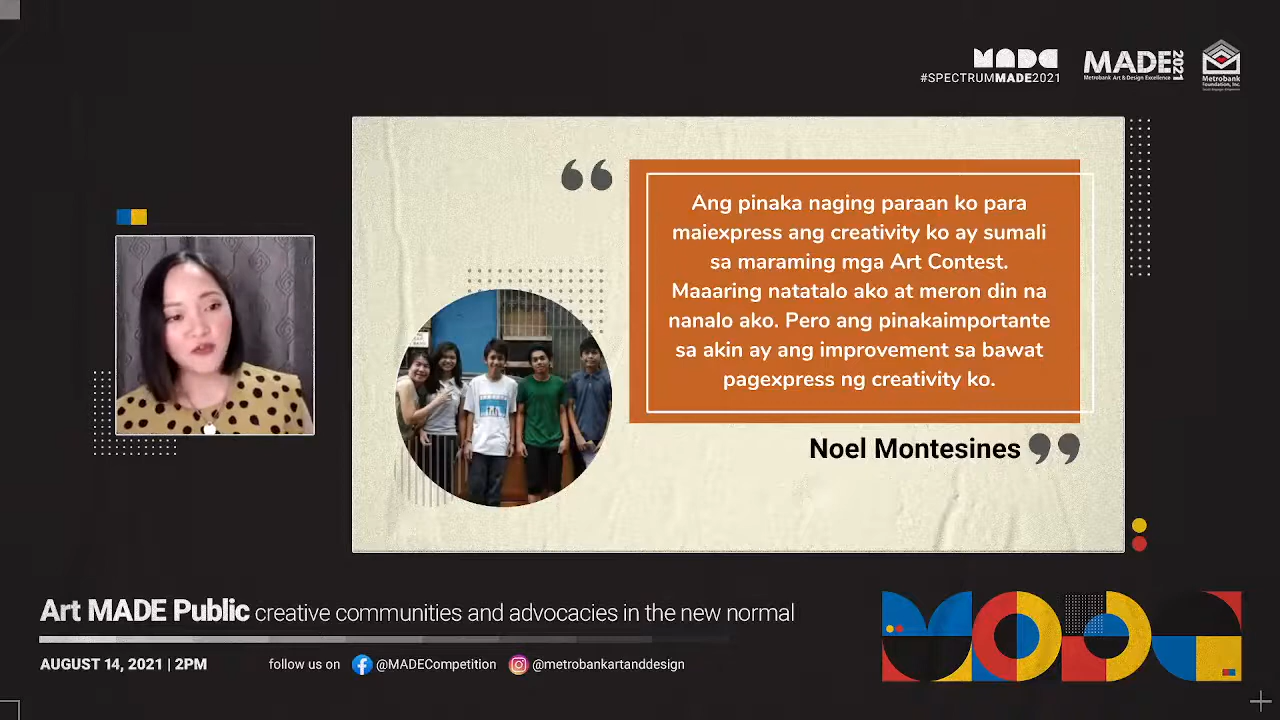 #SPECTRUMMADE2021
MADE 2021
Metrobank Art & Design Excellence
Metrobank
Foundation, Inc.
Ang pinaka naging paraan ko para
maiexpress ang creativity ko ay sumali
sa maraming mga Art Contest.
Maaaring natatalo ako at meron din na
nanalo ako. Pero ang pinakaimportante
sa akin ay ang improvement sa bawat
pagexpress ng creativity ko.
Noel Montesines
Art MADE Public creative communities and advocacies in the new normal
AUGUST 14, 2021 | 2PM
follow us on @MADECompetition @metrobankartanddesign